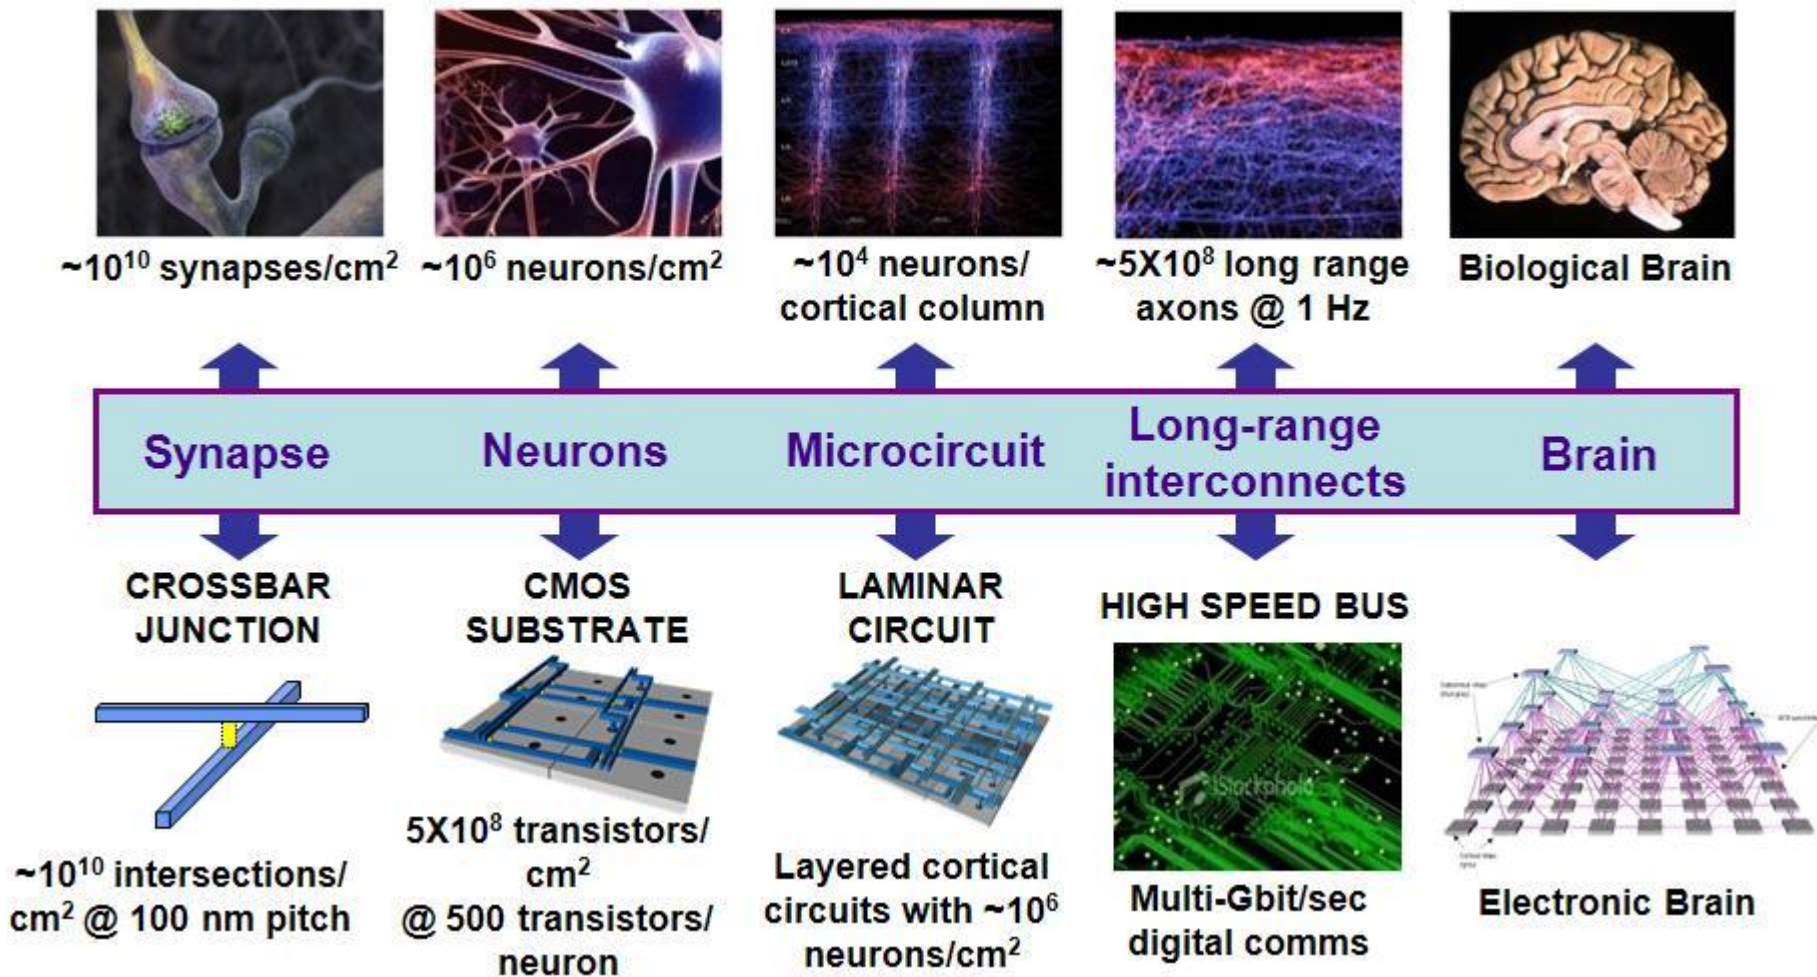 ~10¹⁰ synapses/cm²
~10⁶ neurons/cm²
~10⁴ neurons/
cortical column
~5X10⁸ long range
axons @ 1 Hz
Biological Brain
Synapse
Neurons
Microcircuit
Long-range
interconnects
Brain
CROSSBAR
JUNCTION
CMOS
SUBSTRATE
LAMINAR
CIRCUIT
HIGH SPEED BUS
iStockphoto
~10¹⁰ intersections/
cm² @ 100 nm pitch
5X10⁸ transistors/
cm²
@ 500 transistors/
neuron
Layered cortical
circuits with ~10⁶
neurons/cm²
Multi-Gbit/sec
digital comms
Electronic Brain